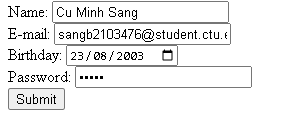 Name: Cu Minh Sang
E-mail: sangb2103476@student.ctu.e
Birthday: 23/08/2003
Password: •••••
Submit